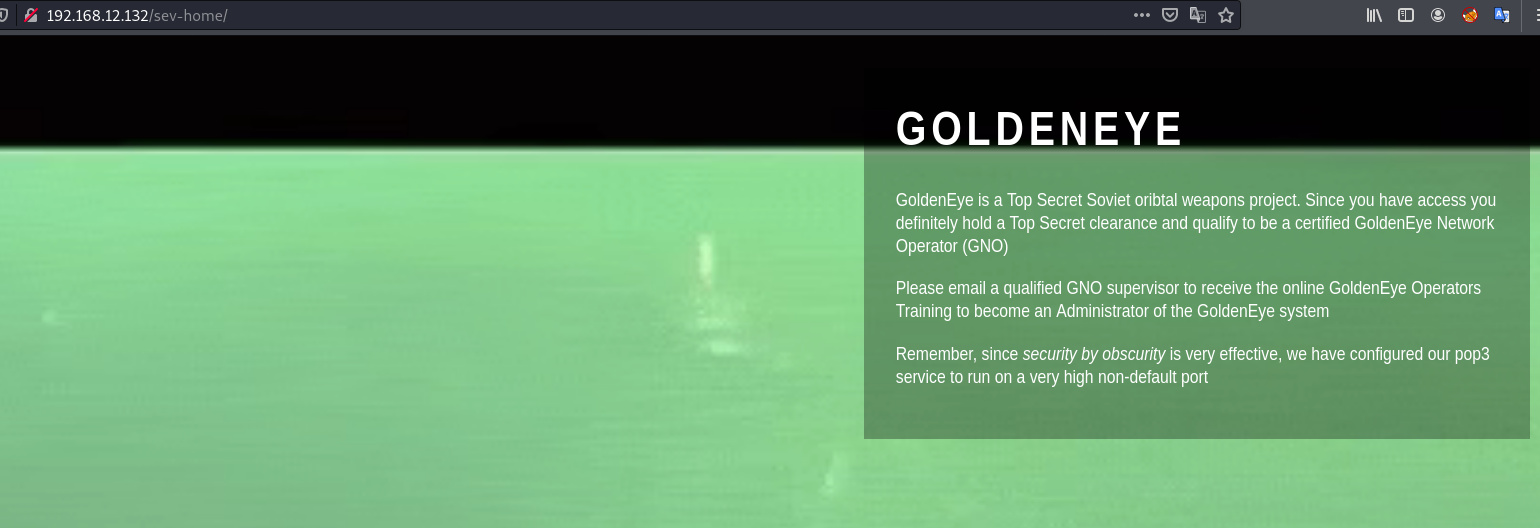 192.168.12.132/sev-home/
GOLDENEYE
GoldenEye is a Top Secret Soviet oribtal weapons project. Since you have access you
definitely hold a Top Secret clearance and qualify to be a certified GoldenEye Network
Operator (GNO)
Please email a qualified GNO supervisor to receive the online GoldenEye Operators
Training to become an Administrator of the GoldenEye system
Remember, since security by obscurity is very effective, we have configured our pop3
service to run on a very high non-default port